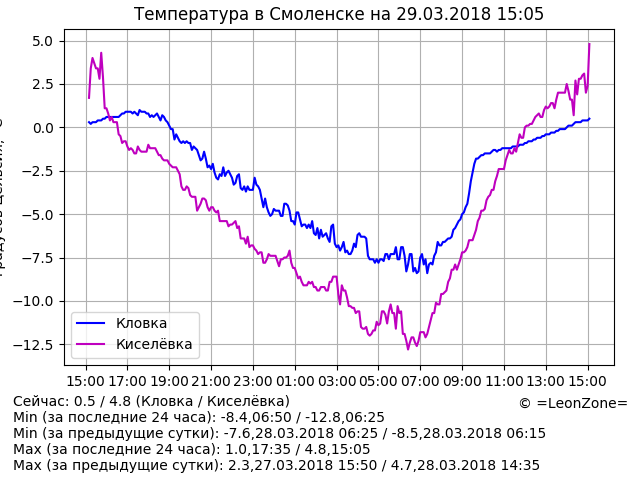 Температура в Смоленске на 29.03.2018 15:05
5.0
2.5
0.0
−2.5
−5.0
−7.5
−10.0
−12.5
Кловка
Киселёвка
15:00 17:00 19:00 21:00 23:00 01:00 03:00 05:00 07:00 09:00 11:00 13:00 15:00
Сейчас: 0.5 / 4.8 (Кловка / Киселёвка)
© =LeonZone=
Min (за последние 24 часа): -8.4,06:50 / -12.8,06:25
Min (за предыдущие сутки): -7.6,28.03.2018 06:25 / -8.5,28.03.2018 06:15
Max (за последние 24 часа): 1.0,17:35 / 4.8,15:05
Max (за предыдущие сутки): 2.3,27.03.2018 15:50 / 4.7,28.03.2018 14:35